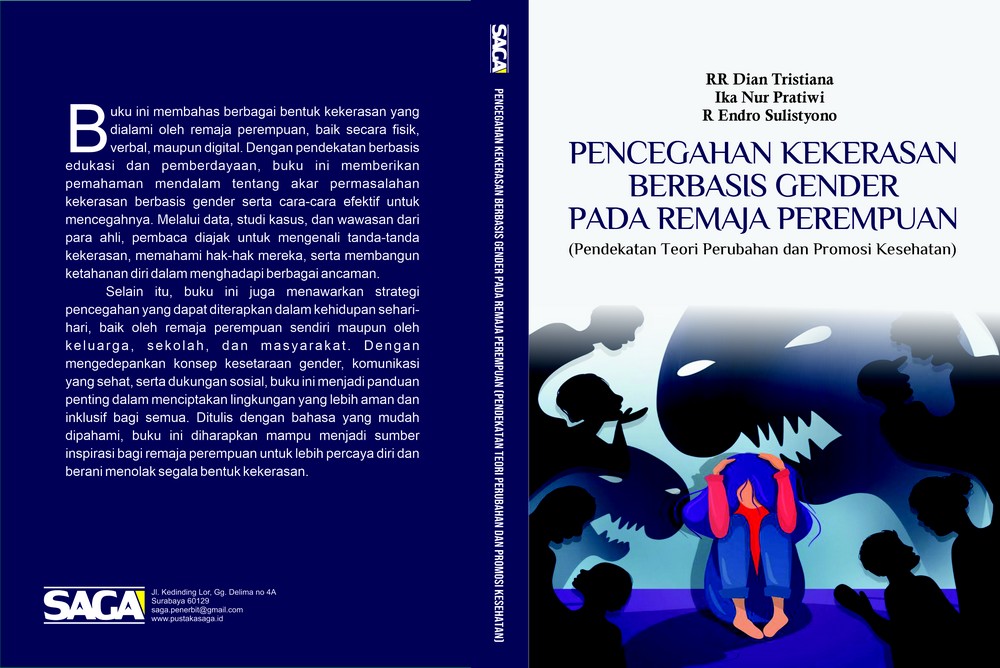 Buku ini membahas berbagai bentuk kekerasan yang
dialami oleh remaja perempuan, baik secara fisik,
verbal, maupun digital. Dengan pendekatan berbasis
edukasi dan pemberdayaan, buku ini memberikan
pemahaman mendalam tentang akar permasalahan
kekerasan berbasis gender serta cara-cara efektif untuk
mencegahnya. Melalui data, studi kasus, dan wawasan dari
para ahli, pembaca diajak untuk mengenali tanda-tanda
kekerasan, memahami hak-hak mereka, serta membangun
ketahanan diri dalam menghadapi berbagai ancaman.
Selain itu, buku ini juga menawarkan strategi
pencegahan yang dapat diterapkan dalam kehidupan sehari-
hari, baik oleh remaja perempuan sendiri maupun oleh
keluarga, sekolah, dan masyarakat. Dengan
mengedepankan konsep kesetaraan gender, komunikasi
yang sehat, serta dukungan sosial, buku ini menjadi panduan
penting dalam menciptakan lingkungan yang lebih aman dan
inklusif bagi semua. Ditulis dengan bahasa yang mudah
dipahami, buku ini diharapkan mampu menjadi sumber
inspirasi bagi remaja perempuan untuk lebih percaya diri dan
berani menolak segala bentuk kekerasan.
SAGA
Jl. Kedinding Lor, Gg. Delima no 4A
Surabaya 60129
saga.penerbit@gmail.com
www.pustakasaga.id
SAGA
PENCEGAHAN KEKERASAN BERBASIS GENDER PADA REMAJA PEREMPUAN (PENDEKATAN TEORI PERUBAHAN DAN PROMOSI KESEHATAN)
RR Dian Tristiana
Ika Nur Pratiwi
R Endro Sulistyono
PENCEGAHAN KEKERASAN
BERBASIS GENDER
PADA REMAJA PEREMPUAN
(Pendekatan Teori Perubahan dan Promosi Kesehatan)